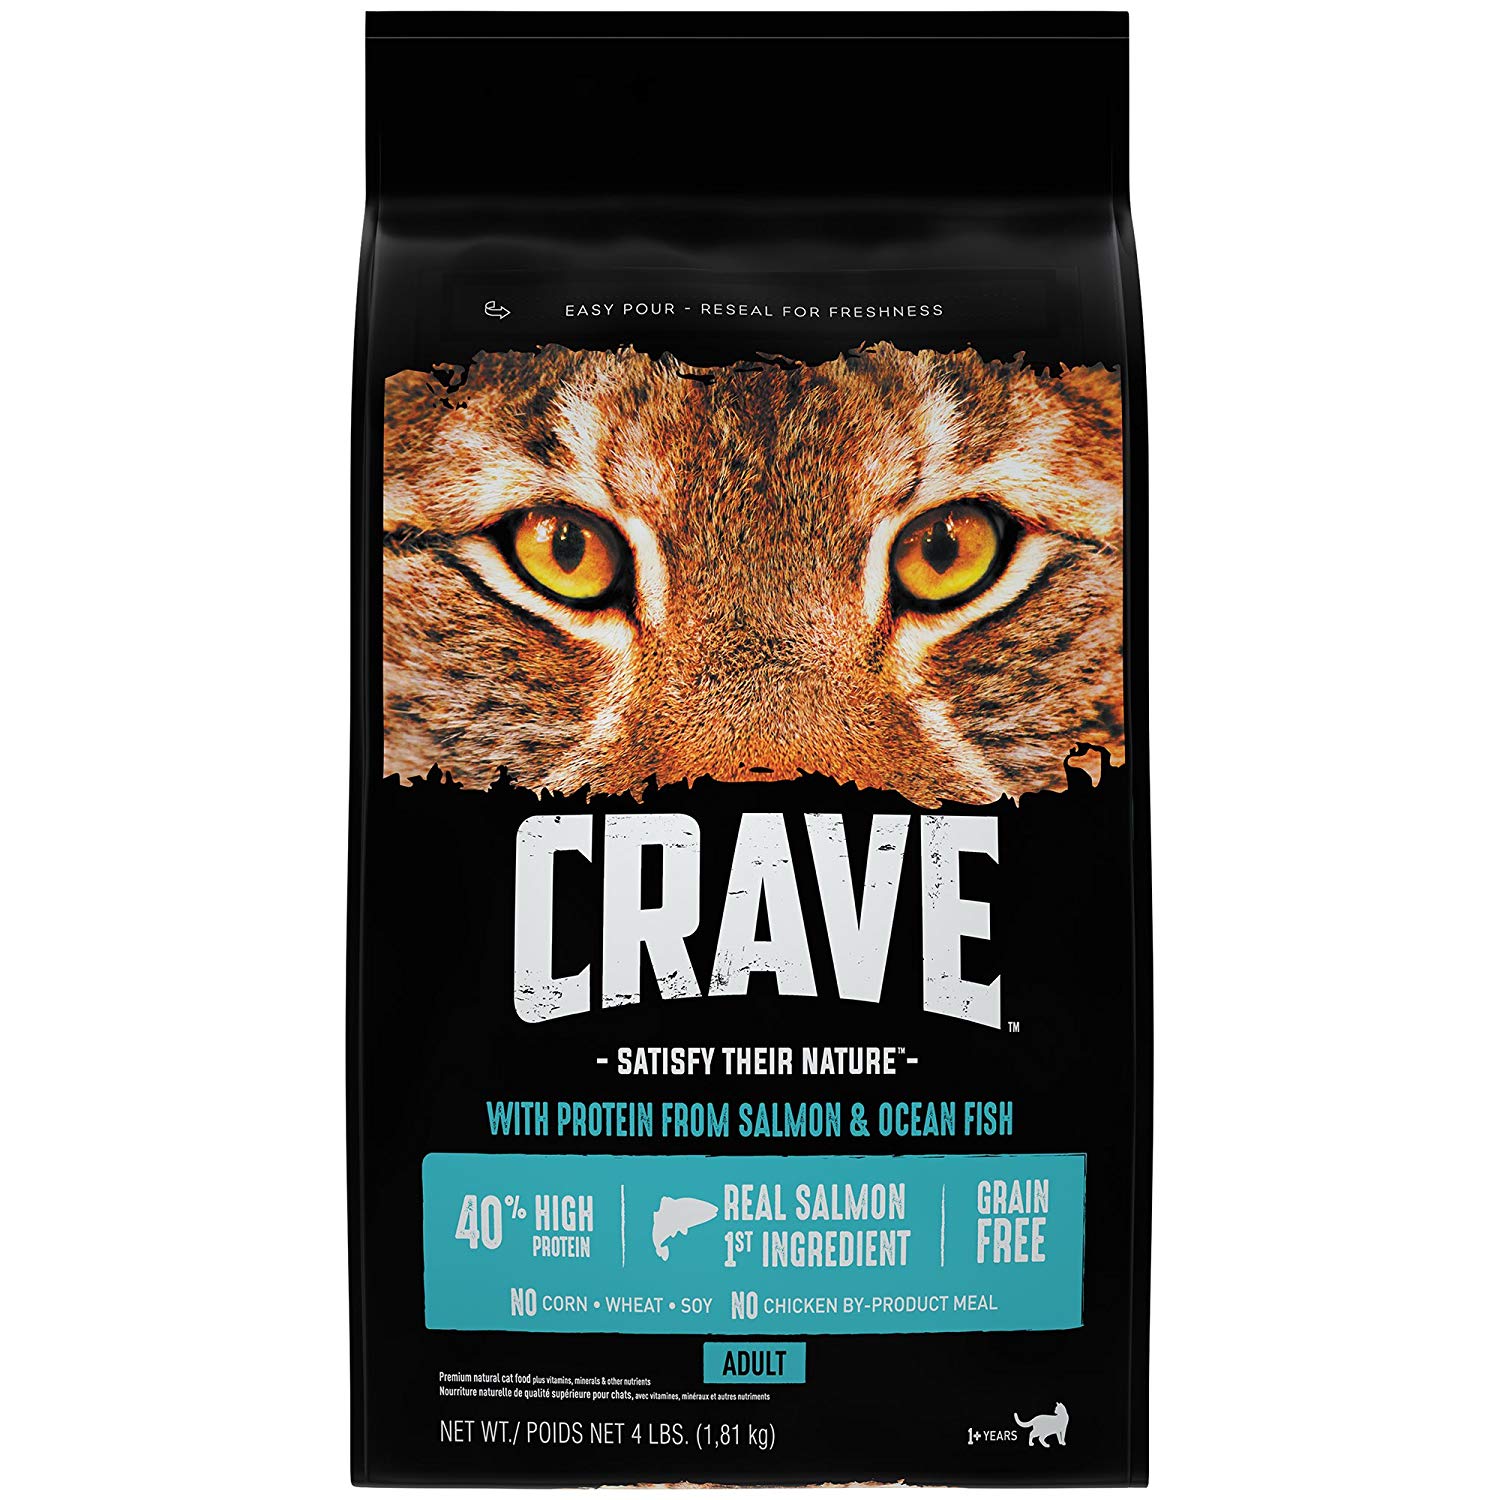 EASY POUR - RESEAL FOR FRESHNESS
CRAVE™
- SATISFY THEIR NATURE™ -
WITH PROTEIN FROM SALMON & OCEAN FISH
40% HIGH PROTEIN
REAL SALMON
1ST INGREDIENT
GRAIN
FREE
NO CORN • WHEAT • SOY NO CHICKEN BY-PRODUCT MEAL
ADULT
Premium natural cat food plus vitamins, minerals & other nutrients
Nourriture naturelle de qualité supérieure pour chats, avec vitamines, minéraux et autres nutriments
NET WT./ POIDS NET 4 LBS. (1,81 kg)
1+ YEARS